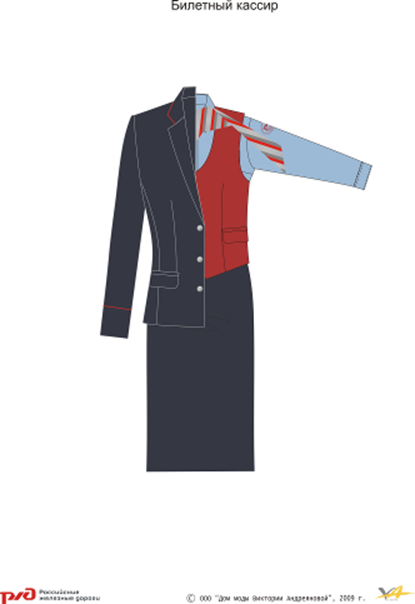 Билетный кассир
РЖД Российские
железные дороги
© ООО "Дом моды Виктории Андреяновой", 2009 г.